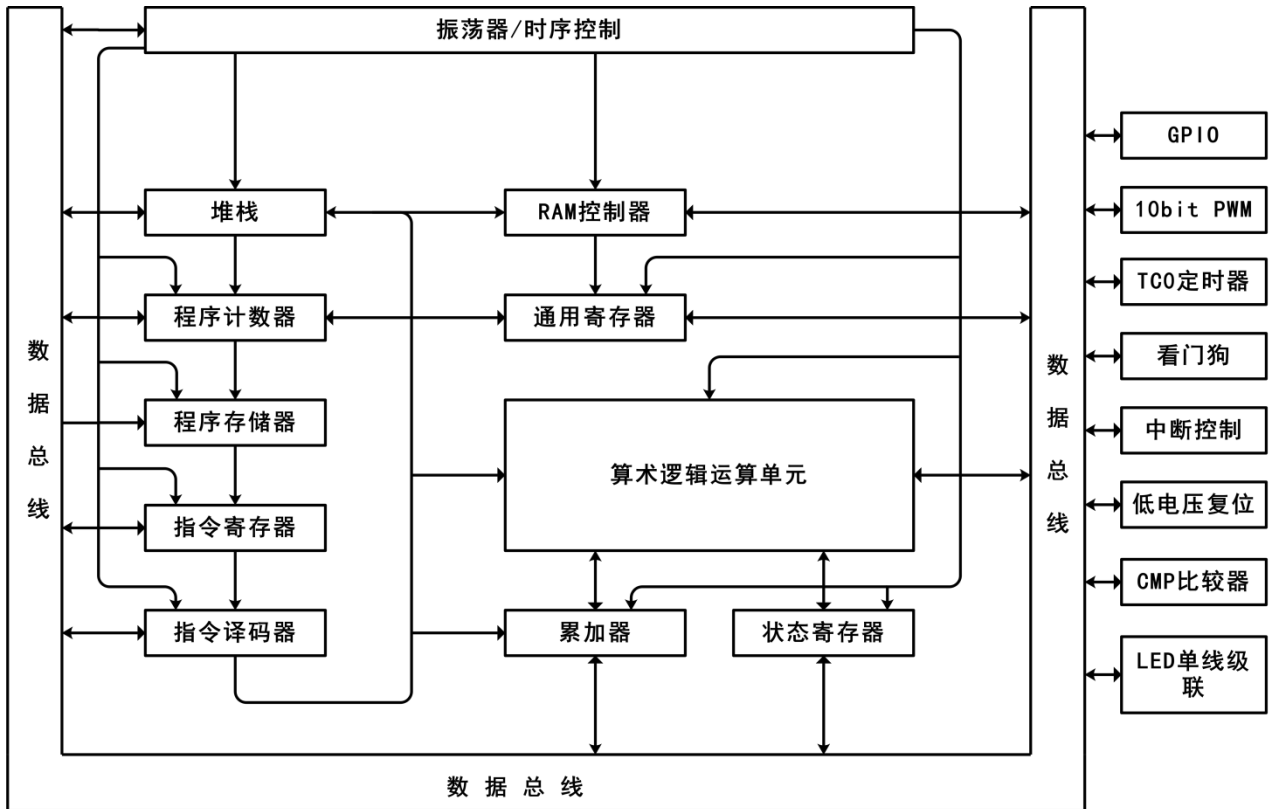 振荡器/时序控制
堆栈
RAM控制器
程序计数器
通用寄存器
程序存储器
算术逻辑运算单元
指令寄存器
指令译码器
累加器
状态寄存器
数据总线
数据总线
数据总线
GPIO
10bit PWM
TC0定时器
看门狗
中断控制
低电压复位
CMP比较器
LED单线级
联